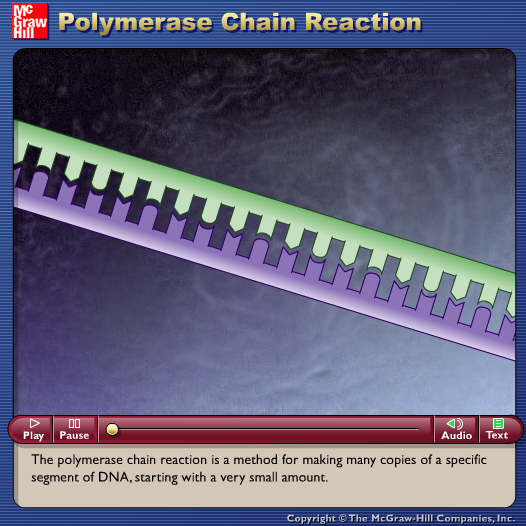 Mc
Graw
Hill
Polymerase Chain Reaction
Play
Pause
Audio
Text
The polymerase chain reaction is a method for making many copies of a specific
segment of DNA, starting with a very small amount.
Copyright © The McGraw-Hill Companies, Inc.